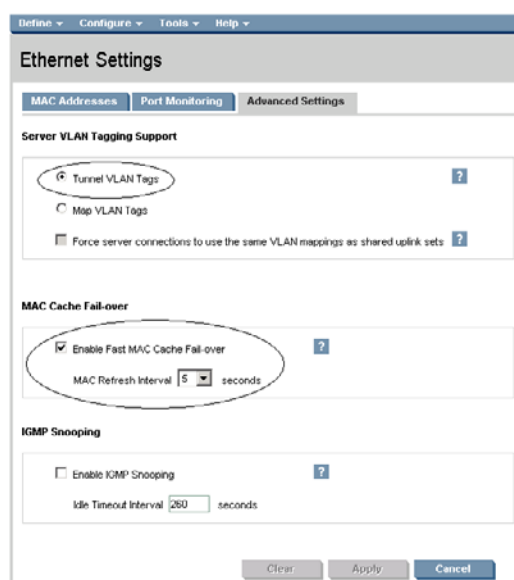 Define Configure Tools Help
Ethernet Settings
MAC Addresses Port Monitoring Advanced Settings
Server VLAN Tagging Support
Tunnel VLAN Tags ?
Map VLAN Tags
Force server connections to use the same VLAN mappings as shared uplink sets ?
MAC Cache Fail-over
Enable Fast MAC Cache Fail-over ?
MAC Refresh Interval 5 seconds
IGMP Snooping
Enable IGMP Snooping ?
Idle Timeout Interval 260 seconds
Clear Apply Cancel